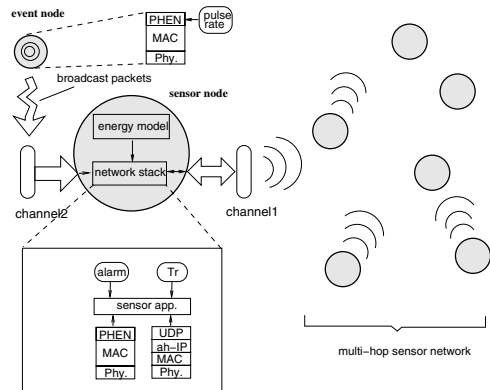 event node
PHEN
MAC
Phy.
pulse
rate
broadcast packets
sensor node
energy model
network stack
channel2
channel1
alarm
Tr
sensor app.
PHEN
MAC
Phy.
UDP
ah-IP
MAC
Phy.
multi-hop sensor network